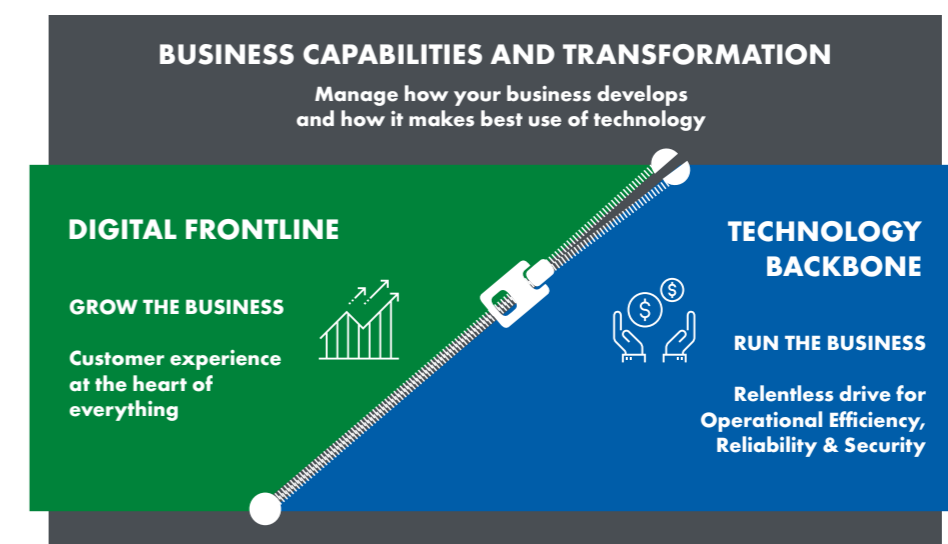 BUSINESS CAPABILITIES AND TRANSFORMATION
Manage how your business develops
and how it makes best use of technology
DIGITAL FRONTLINE
GROW THE BUSINESS
Customer experience
at the heart of
everything
TECHNOLOGY
BACKBONE
$
$
RUN THE BUSINESS
Relentless drive for
Operational Efficiency,
Reliability & Security